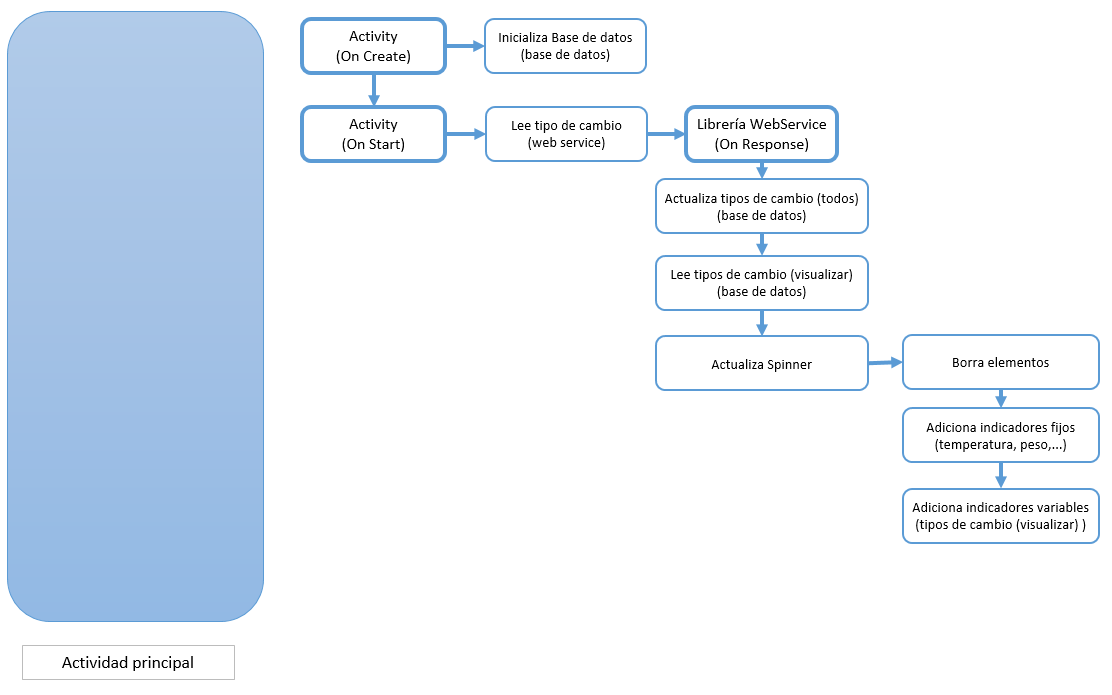 Activity
(On Create)
Inicializa Base de datos
(base de datos)
Activity
(On Start)
Lee tipo de cambio
(web service)
Librería WebService
(On Response)
Actualiza tipos de cambio (todos)
(base de datos)
Lee tipos de cambio (visualizar)
(base de datos)
Actualiza Spinner
Borra elementos
Adiciona indicadores fijos
(temperatura, peso,...)
Adiciona indicadores variables
(tipos de cambio (visualizar) )
Actividad principal